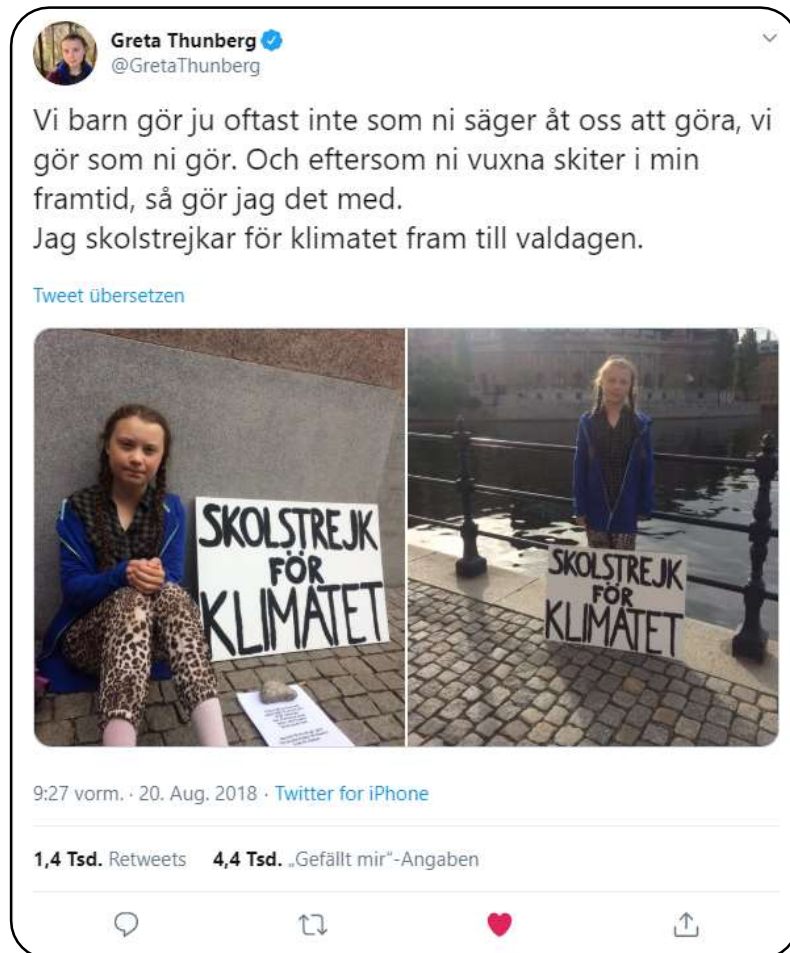 Greta Thunberg
@GretaThunberg
Vi barn gör ju oftast inte som ni säger åt oss att göra, vi
gör som ni gör. Och eftersom ni vuxna skiter i min
framtid, så gör jag det med.
Jag skolstrejkar för klimatet fram till valdagen.
Tweet übersetzen
SKOLSTREJK
FÖR
KLIMATET
SKOLSTREJK
FÖR
KLIMATET
9:27 vorm. · 20. Aug. 2018 · Twitter for iPhone
1,4 Tsd. Retweets 4,4 Tsd. „Gefällt mir“-Angaben